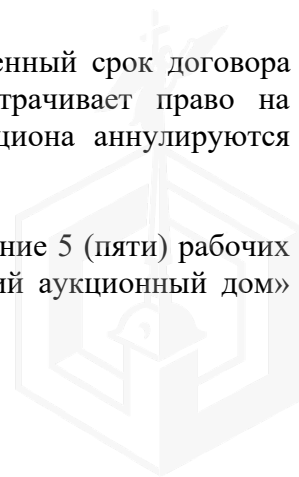 енный срок договора
трачивает право на
циона аннулируются
ние 5 (пяти) рабочих
ий аукционный дом»